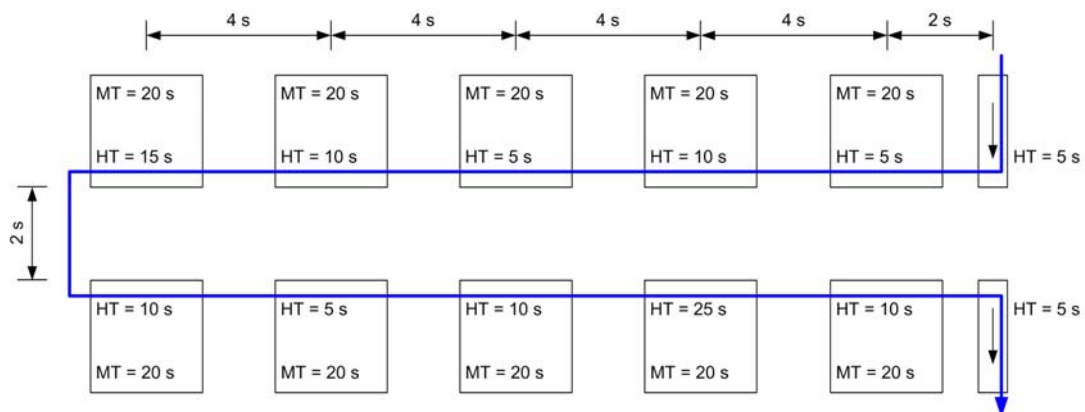 4 s 4 s 4 s 4 s 2 s
MT = 20 s MT = 20 s MT = 20 s MT = 20 s MT = 20 s
HT = 15 s HT = 10 s HT = 5 s HT = 10 s HT = 5 s HT = 5 s
2 s
HT = 10 s HT = 5 s HT = 10 s HT = 25 s HT = 10 s HT = 5 s
MT = 20 s MT = 20 s MT = 20 s MT = 20 s MT = 20 s